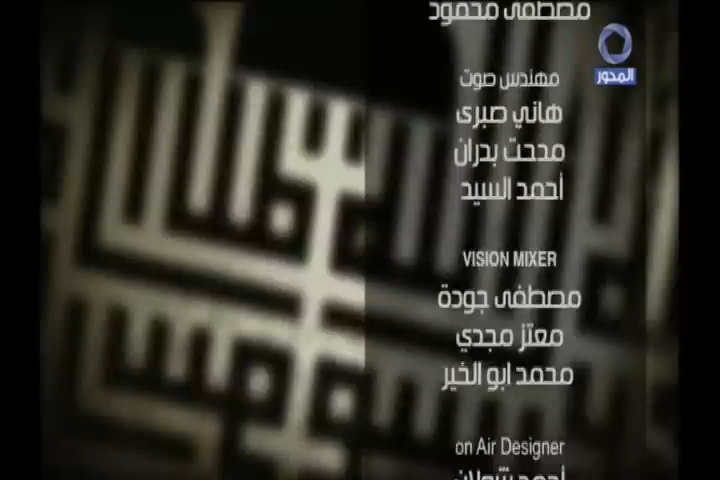 مصطفى محمود
المحور
مهندس صوت
هاني صبرى
مدحت بدران
أحمد السيد
VISION MIXER
مصطفى جودة
معتز مجدي
محمد ابو الخير
on Air Designer
أحمد